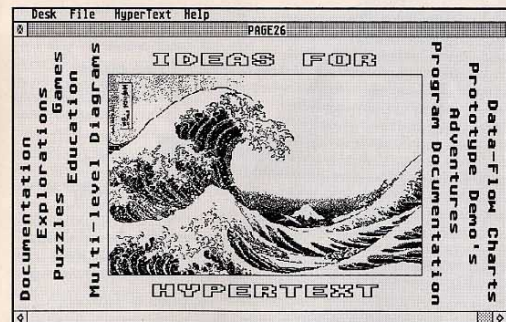 Desk File HyperText Help
PAGE26
IDEAS FOR
Documentation
Explorations
Puzzles Games
Education
Multi-level Diagrams
Program Documentation
Adventures
Prototype Demo's
Data-Flow Charts
HYPERTEXT